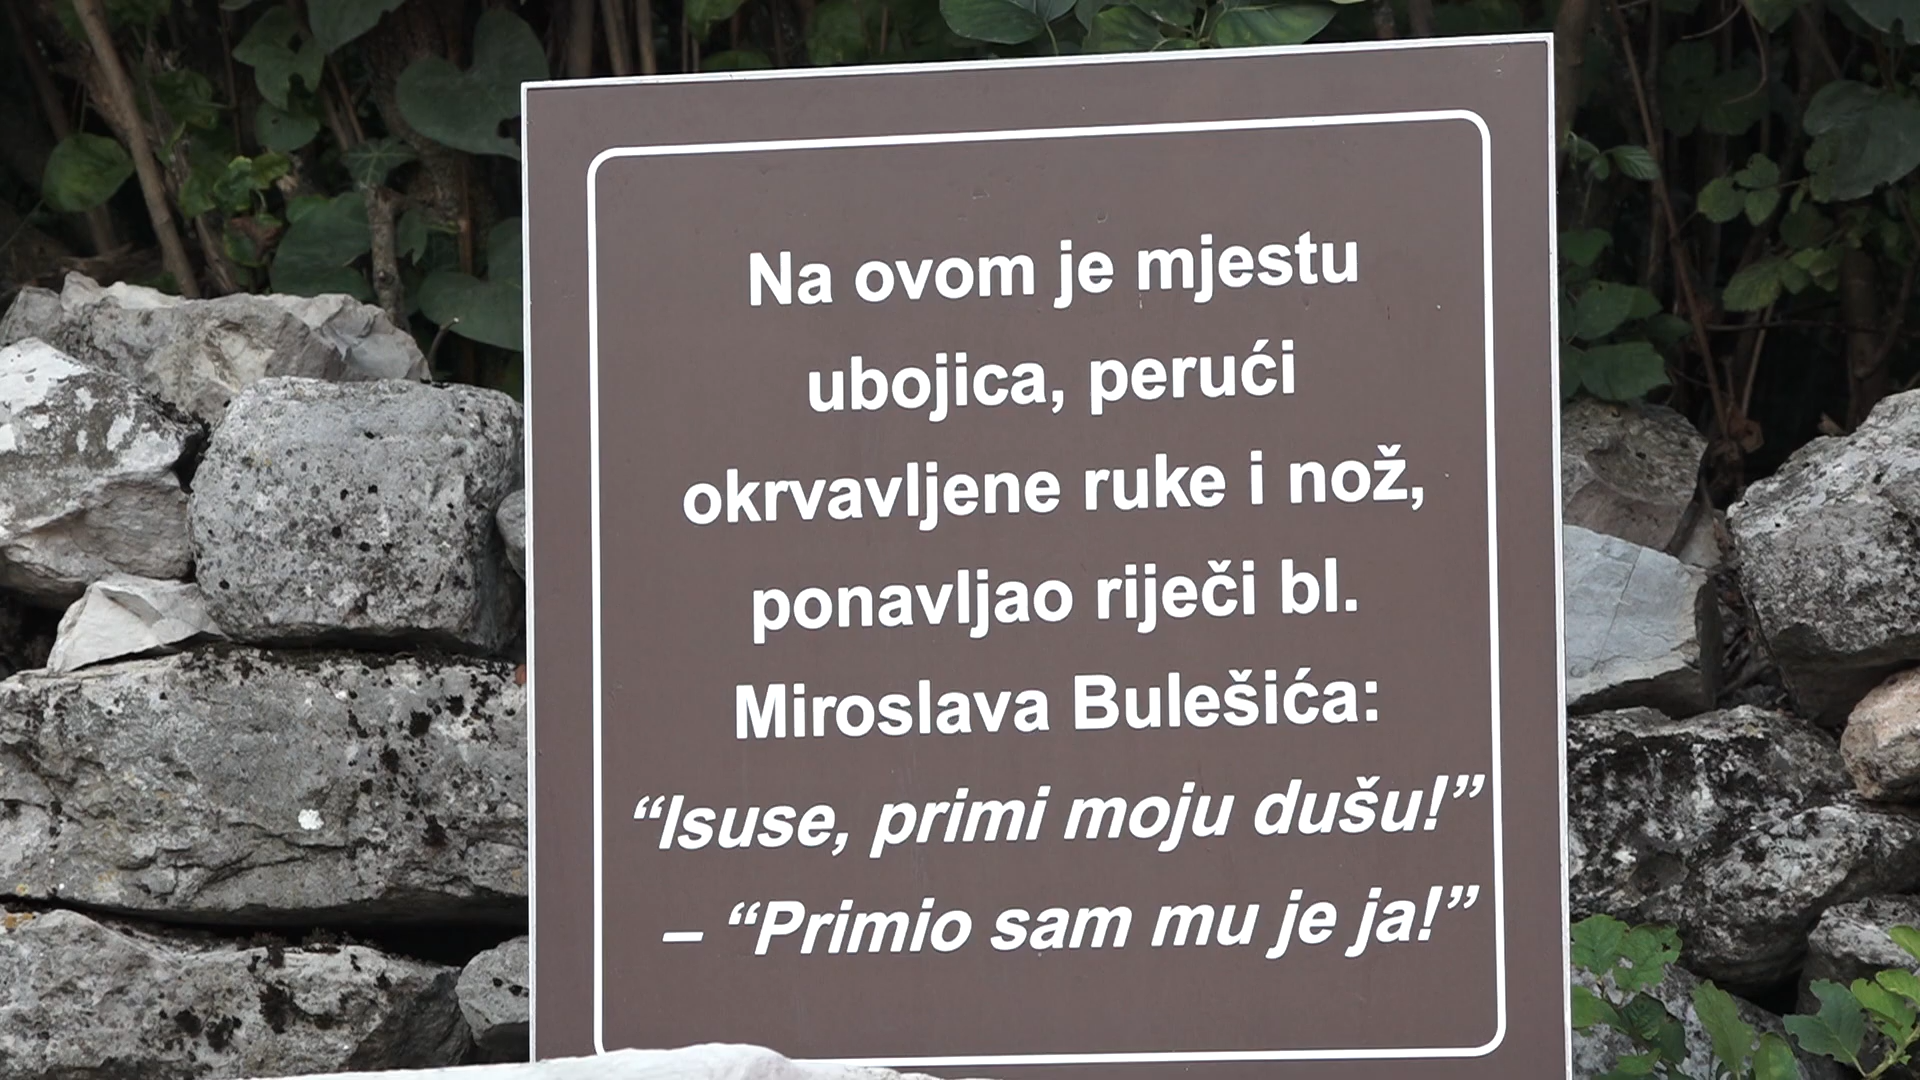 Na ovom je mjestu
ubojica, perući
okrvavljene ruke i nož,
ponavljao riječi bl.
Miroslava Bulešića:
“Isuse, primi moju dušu!”
– “Primio sam mu je ja!”